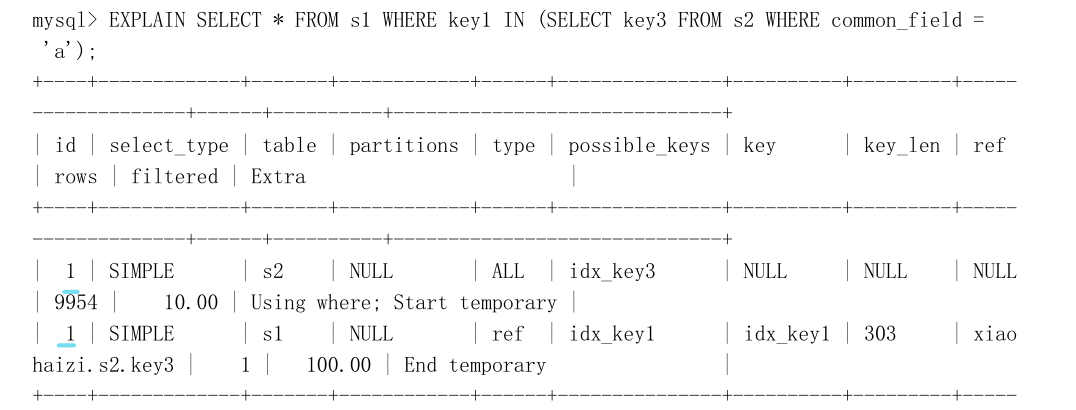 mysql> EXPLAIN SELECT * FROM s1 WHERE key1 IN (SELECT key3 FROM s2 WHERE common_field =
 'a');
+----+-------------+-------+------------+------+---------------+----------+---------+-----
--------------+------+----------+------------------------------+
| id | select_type | table | partitions | type | possible_keys | key      | key_len | ref
| rows | filtered | Extra                        |
+----+-------------+-------+------------+------+---------------+----------+---------+-----
--------------+------+----------+------------------------------+
|  1 | SIMPLE      | s2    | NULL       | ALL  | idx_key3      | NULL     | NULL    | NULL
| 9954 |    10.00 | Using where; Start temporary |
|  1 | SIMPLE      | s1    | NULL       | ref  | idx_key1      | idx_key1 | 303     | xiao
haizi.s2.key3 |    1 |   100.00 | End temporary                |
+----+-------------+-------+------------+------+---------------+----------+---------+-----